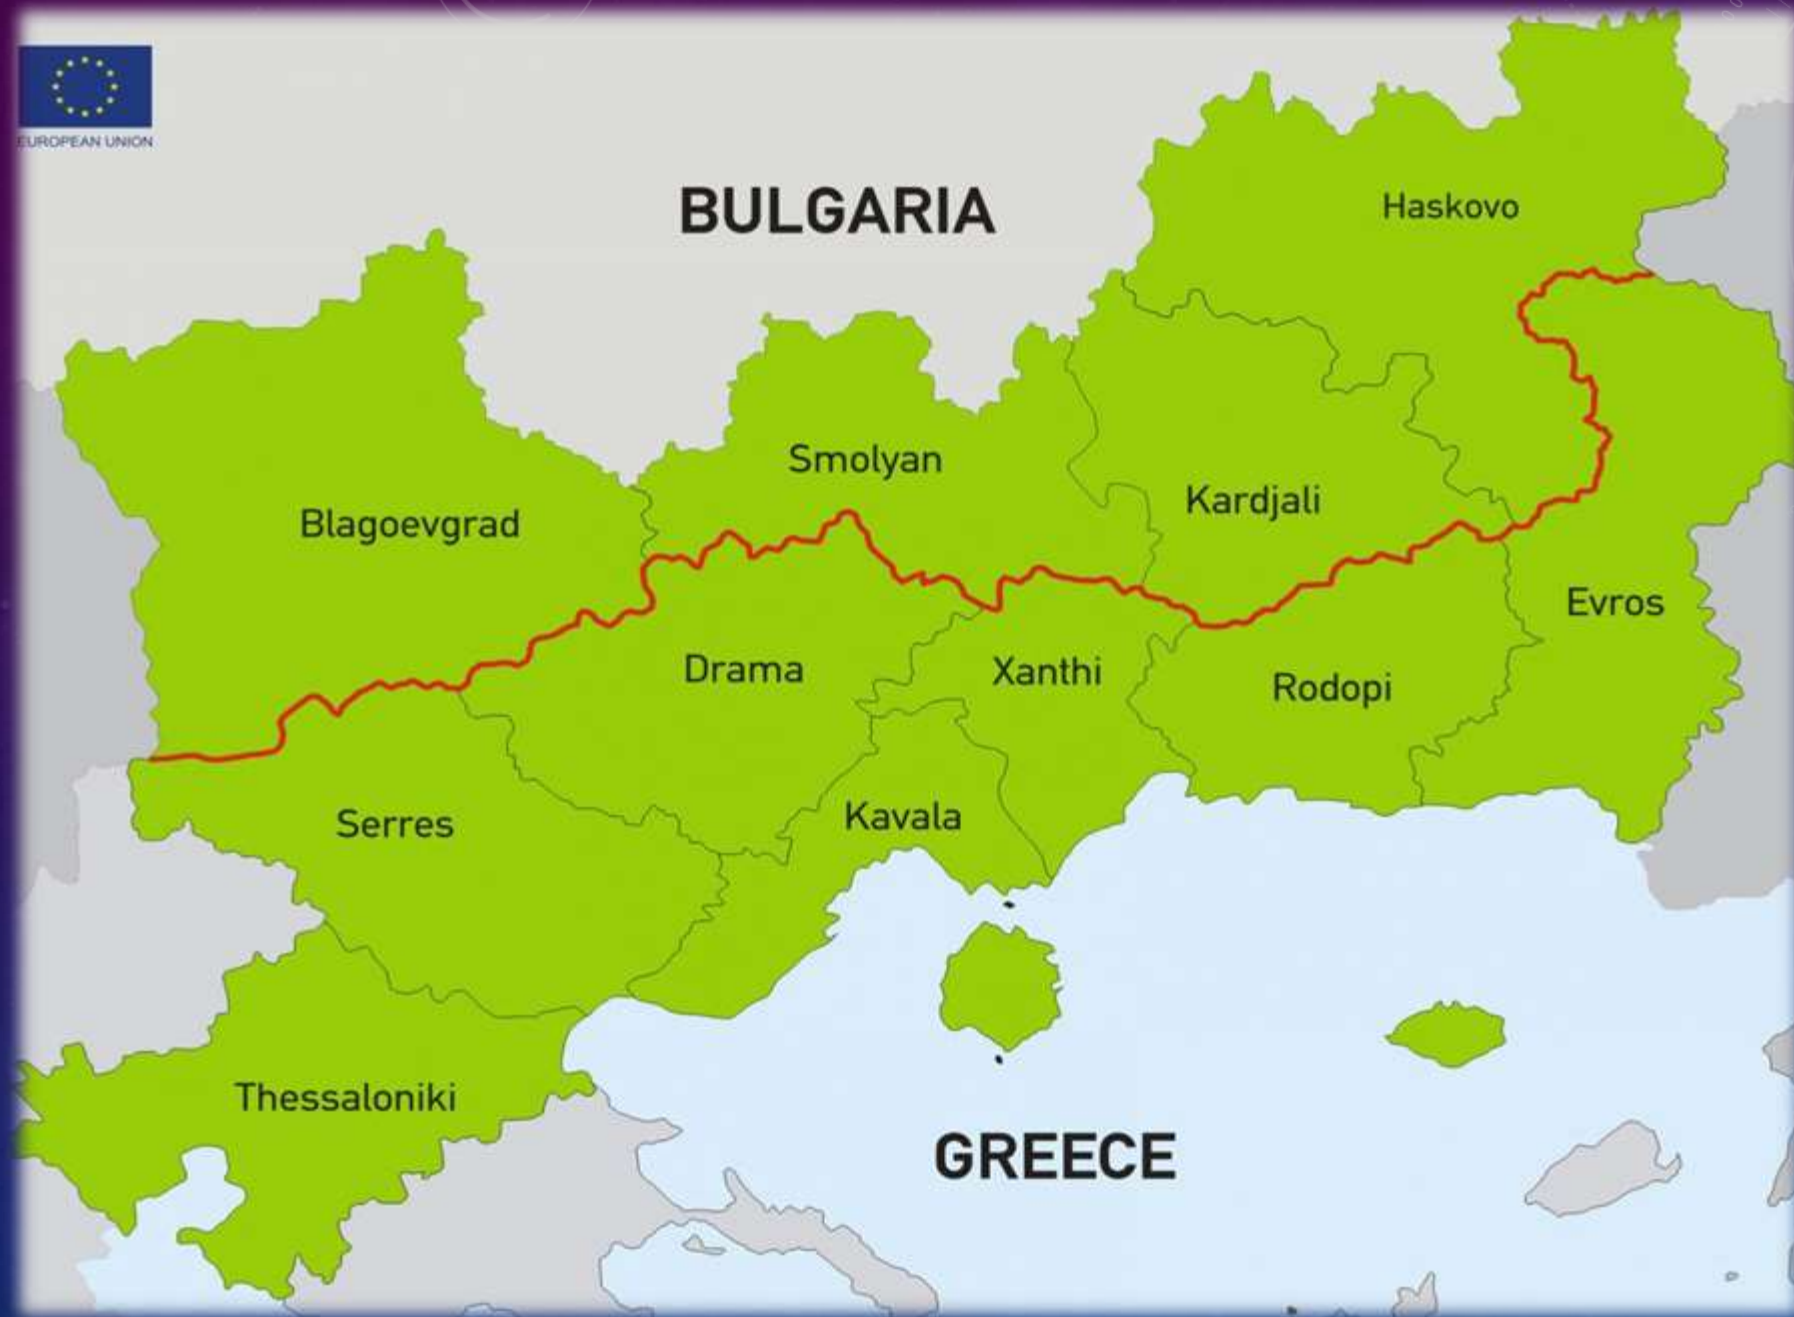 EUROPEAN UNION
BULGARIA
Haskovo
Smolyan
Kardjali
Blagoevgrad
Evros
Drama
Xanthi
Rodopi
Serres
Kavala
Thessaloniki
GREECE